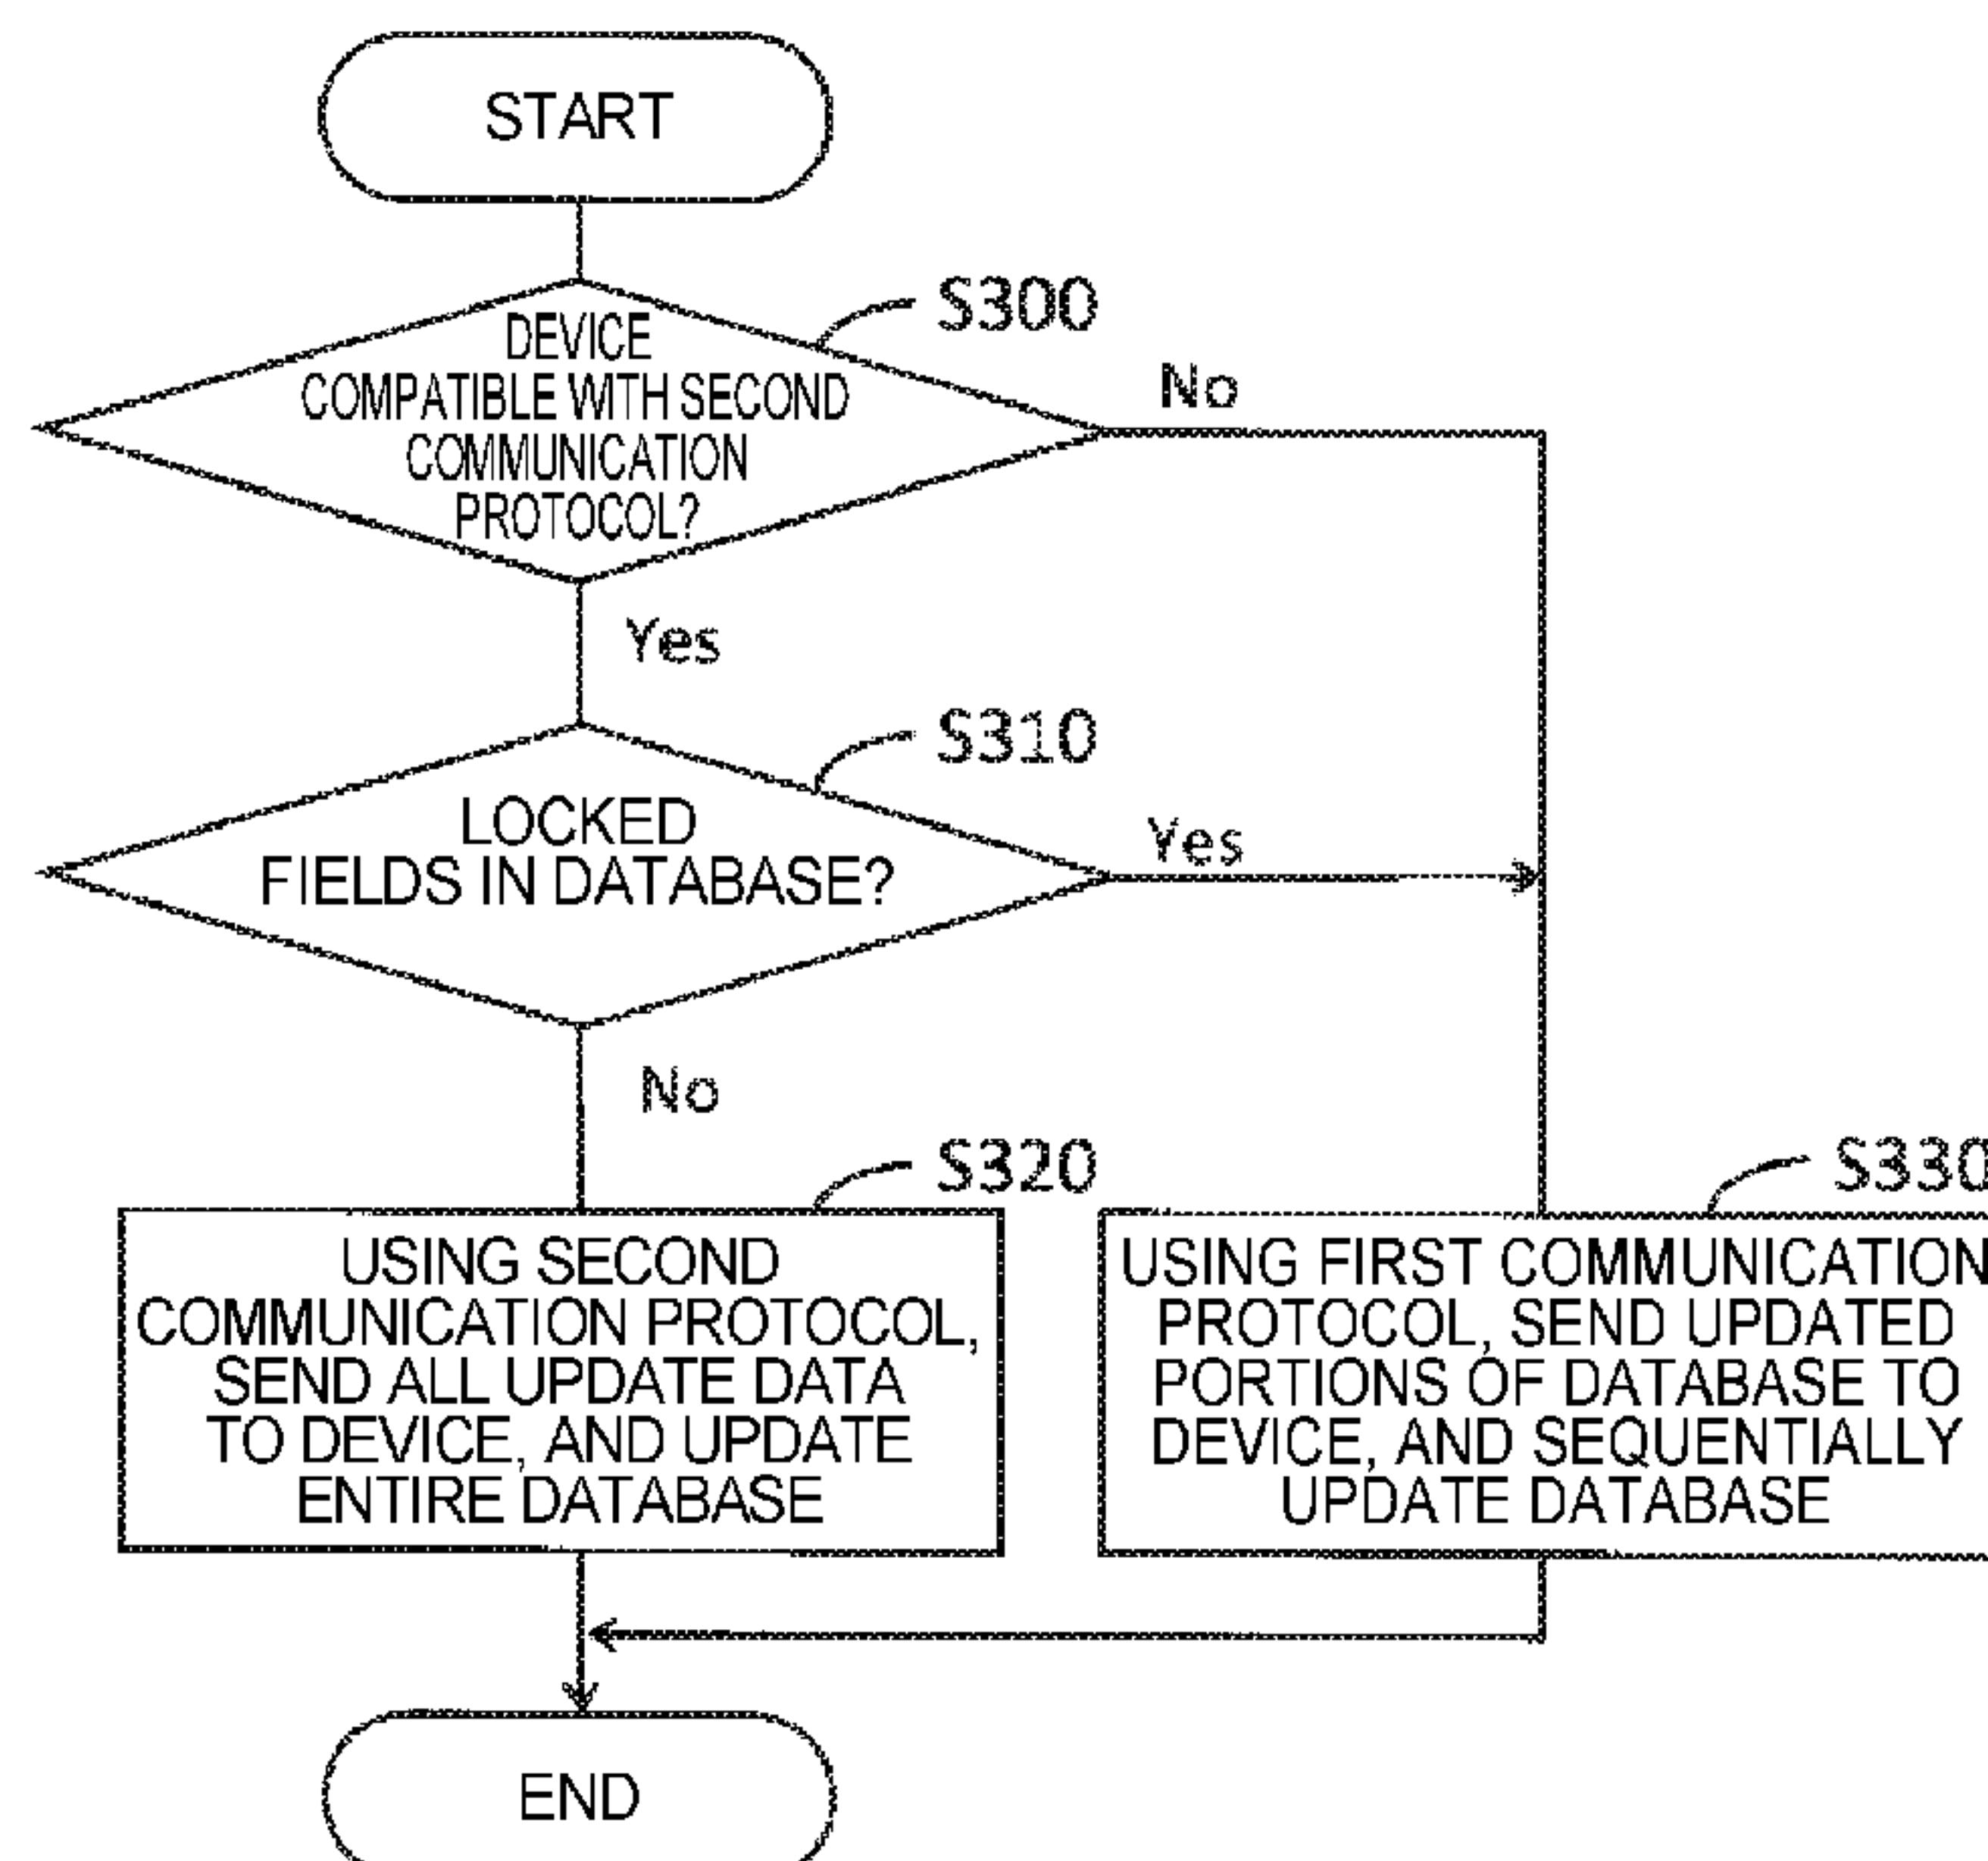 START
S300
DEVICE
COMPATIBLE WITH SECOND
COMMUNICATION
PROTOCOL?
No
Yes
S310
LOCKED
FIELDS IN DATABASE?
Yes
No
S320
USING SECOND
COMMUNICATION PROTOCOL,
SEND ALL UPDATE DATA
TO DEVICE, AND UPDATE
ENTIRE DATABASE
S330
USING FIRST COMMUNICATION
PROTOCOL, SEND UPDATED
PORTIONS OF DATABASE TO
DEVICE, AND SEQUENTIALLY
UPDATE DATABASE
END